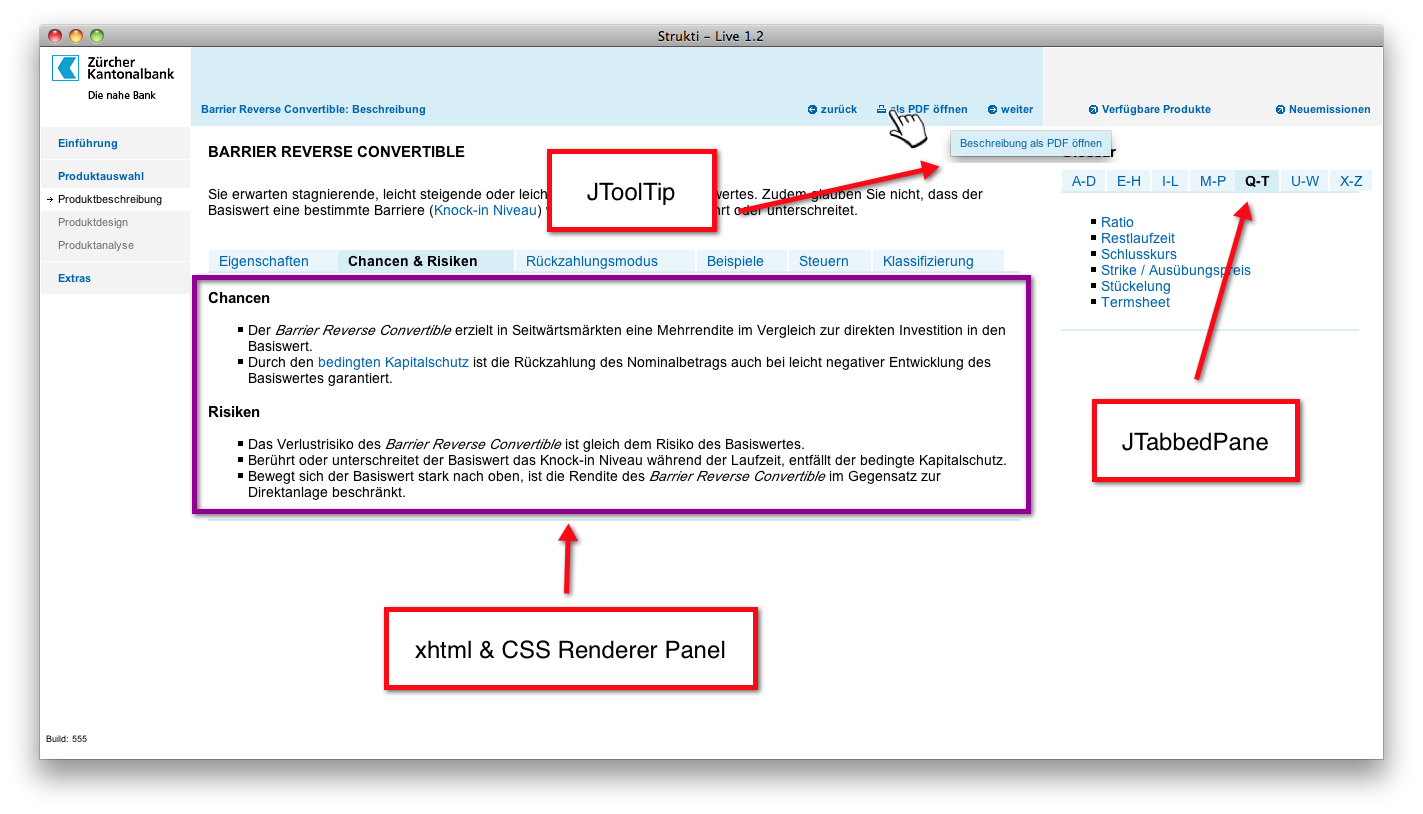 Strukti – Live 1.2
Zürcher
Kantonalbank
Die nahe Bank
Barrier Reverse Convertible: Beschreibung
zurück
als PDF öffnen
weiter
Verfügbare Produkte
Neuemissionen
Beschreibung als PDF öffnen
Einführung
Produktauswahl
Produktbeschreibung
Produktdesign
Produktanalyse
Extras
BARRIER REVERSE CONVERTIBLE
Sie erwarten stagnierende, leicht steigende oder leich wertes. Zudem glauben Sie nicht, dass der
Basiswert eine bestimmte Barriere (Knock-in Niveau) oder unterschreitet.
JToolTip
Eigenschaften
Chancen & Risiken
Rückzahlungsmodus
Beispiele
Steuern
Klassifizierung
Chancen
Der Barrier Reverse Convertible erzielt in Seitwärtsmärkten eine Mehrrendite im Vergleich zur direkten Investition in den
Basiswert.
Durch den bedingten Kapitalschutz ist die Rückzahlung des Nominalbetrags auch bei leicht negativer Entwicklung des
Basiswertes garantiert.
Risiken
Das Verlustrisiko des Barrier Reverse Convertible ist gleich dem Risiko des Basiswertes.
Berührt oder unterschreitet der Basiswert das Knock-in Niveau während der Laufzeit, entfällt der bedingte Kapitalschutz.
Bewegt sich der Basiswert stark nach oben, ist die Rendite des Barrier Reverse Convertible im Gegensatz zur
Direktanlage beschränkt.
Glossar
A-D
E-H
I-L
M-P
Q-T
U-W
X-Z
Ratio
Restlaufzeit
Schlusskurs
Strike / Ausübungspreis
Stückelung
Termsheet
JTabbedPane
xhtml & CSS Renderer Panel
Build: 555